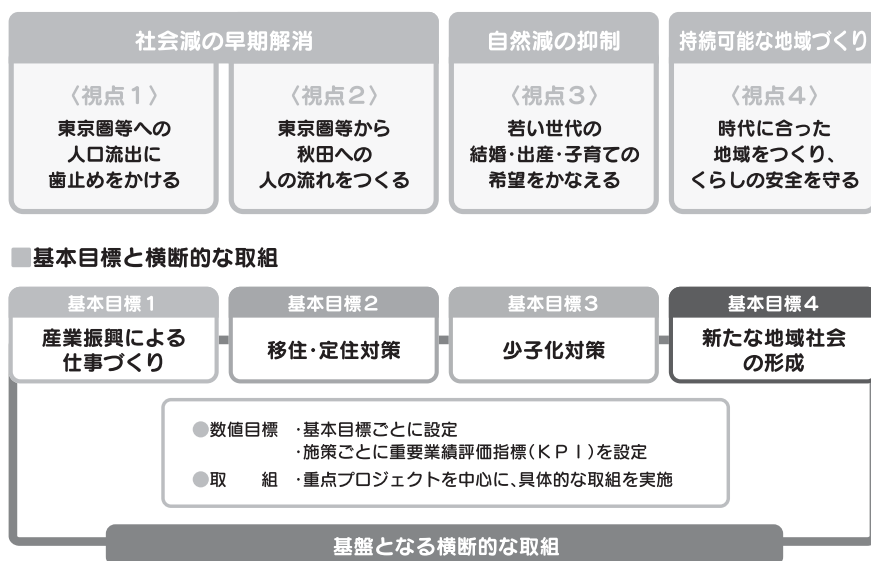 社会減の早期解消
〈視点1〉
東京圏等への
人口流出に
歯止めをかける
〈視点2〉
東京圏等から
秋田への
人の流れをつくる
自然減の抑制
〈視点3〉
若い世代の
結婚・出産・子育ての
希望をかなえる
持続可能な地域づくり
〈視点4〉
時代に合った
地域をつくり、
くらしの安全を守る
■基本目標と横断的な取組
基本目標1
産業振興による
仕事づくり
基本目標2
移住・定住対策
基本目標3
少子化対策
基本目標4
新たな地域社会
の形成
●数値目標 ・基本目標ごとに設定
・施策ごとに重要業績評価指標(KPI)を設定
●取　組 ・重点プロジェクトを中心に、具体的な取組を実施
基盤となる横断的な取組